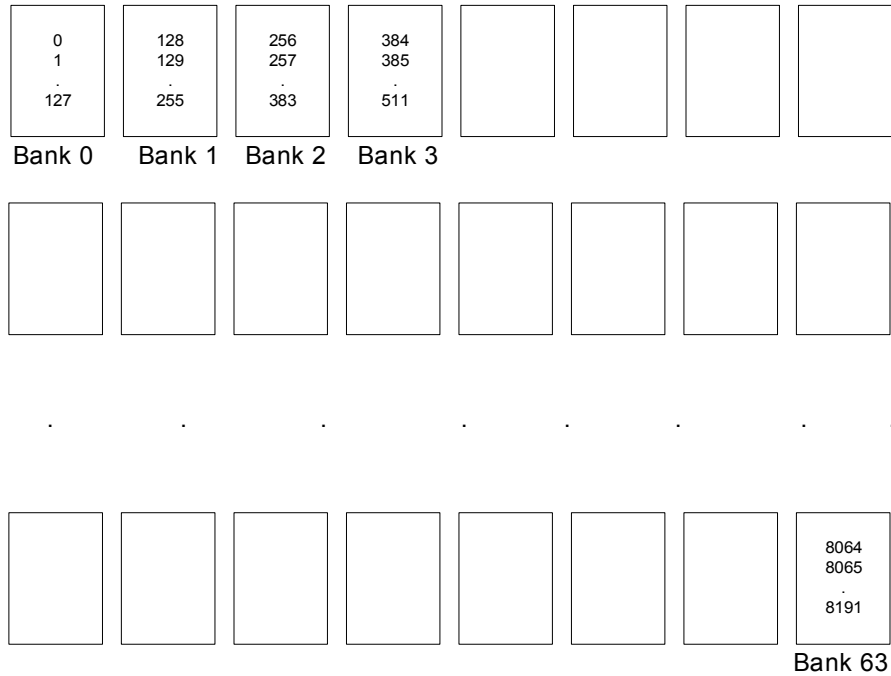 0 128 256 384
1 129 257 385
. . . .
127 255 383 511
Bank 0 Bank 1 Bank 2 Bank 3
. . . . . . .
8064
8065
.
8191
Bank 63